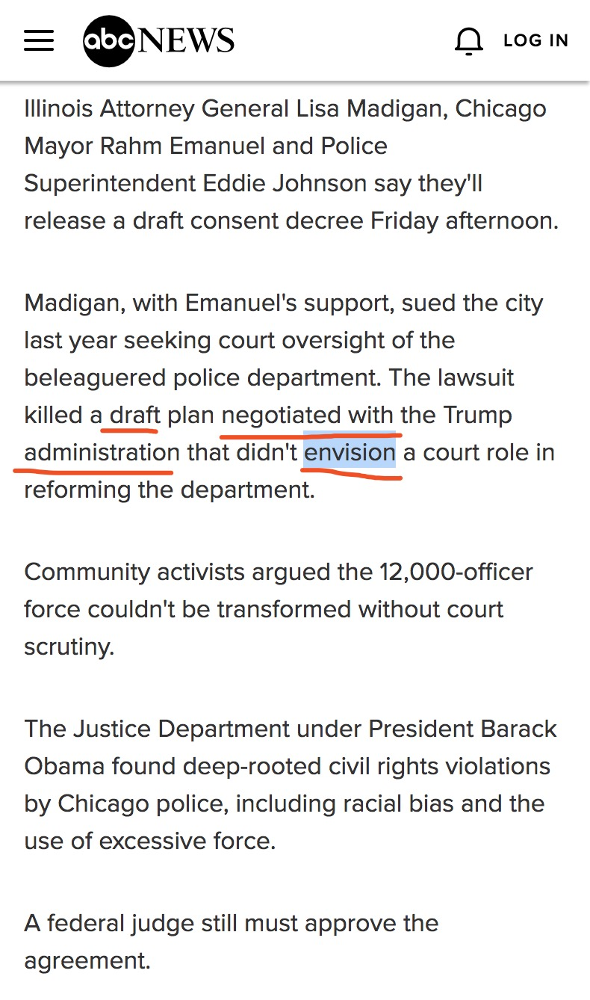 abc NEWS LOG IN
Illinois Attorney General Lisa Madigan, Chicago
Mayor Rahm Emanuel and Police
Superintendent Eddie Johnson say they'll
release a draft consent decree Friday afternoon.
Madigan, with Emanuel's support, sued the city
last year seeking court oversight of the
beleaguered police department. The lawsuit
killed a draft plan negotiated with the Trump
administration that didn't envision a court role in
reforming the department.
Community activists argued the 12,000-officer
force couldn't be transformed without court
scrutiny.
The Justice Department under President Barack
Obama found deep-rooted civil rights violations
by Chicago police, including racial bias and the
use of excessive force.
A federal judge still must approve the
agreement.